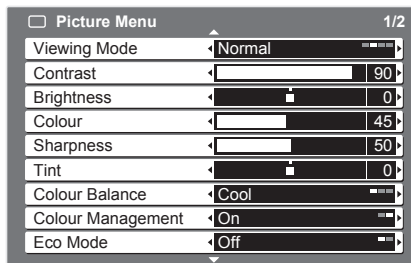 Picture Menu 1/2
Viewing Mode Normal
Contrast 90
Brightness 0
Colour 45
Sharpness 50
Tint 0
Colour Balance Cool
Colour Management On
Eco Mode Off